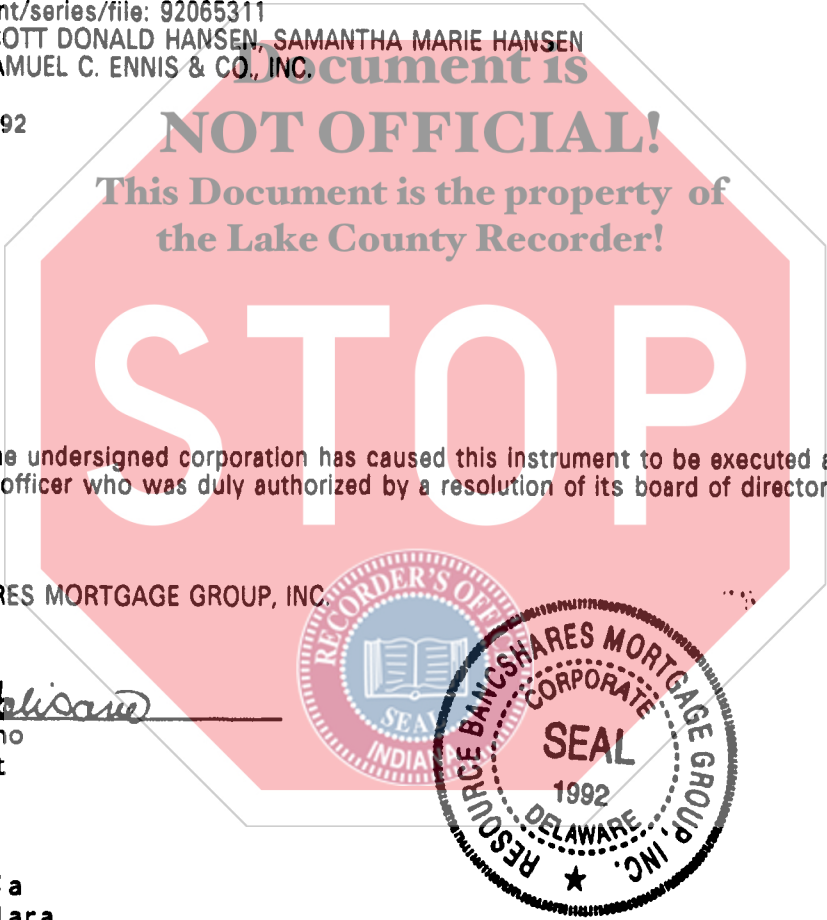 nt/series/file: 92065311
OTT DONALD HANSEN, SAMANTHA MARIE HANSEN
AMUEL C. ENNIS & CO., INC.
Document is
92
NOT OFFICIAL!
This Document is the property of
the Lake County Recorder!
STOP
ne undersigned corporation has caused this instrument to be executed a
officer who was duly authorized by a resolution of its board of director
RES MORTGAGE GROUP, INC.
RECORDER'S OFFICE
SEAL
INDIANA
no
t
RESOURCE BANCSHARES MORTGAGE GROUP, INC.
CORPORATE
SEAL
1992
DELAWARE
a
lara